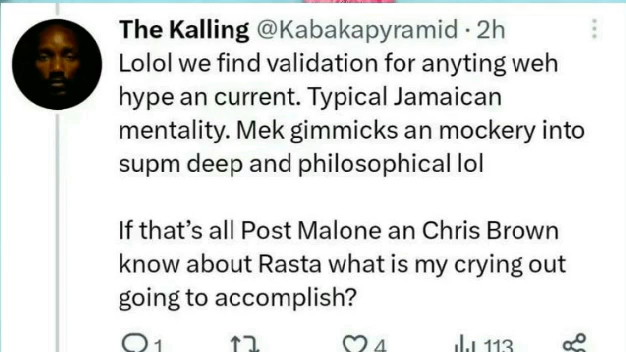 The Kalling @Kabakapyramid · 2h
Lolol we find validation for anyting weh
hype an current. Typical Jamaican
mentality. Mek gimmicks an mockery into
supm deep and philosophical lol
If that's all Post Malone an Chris Brown
know about Rasta what is my crying out
going to accomplish?
1 4 113